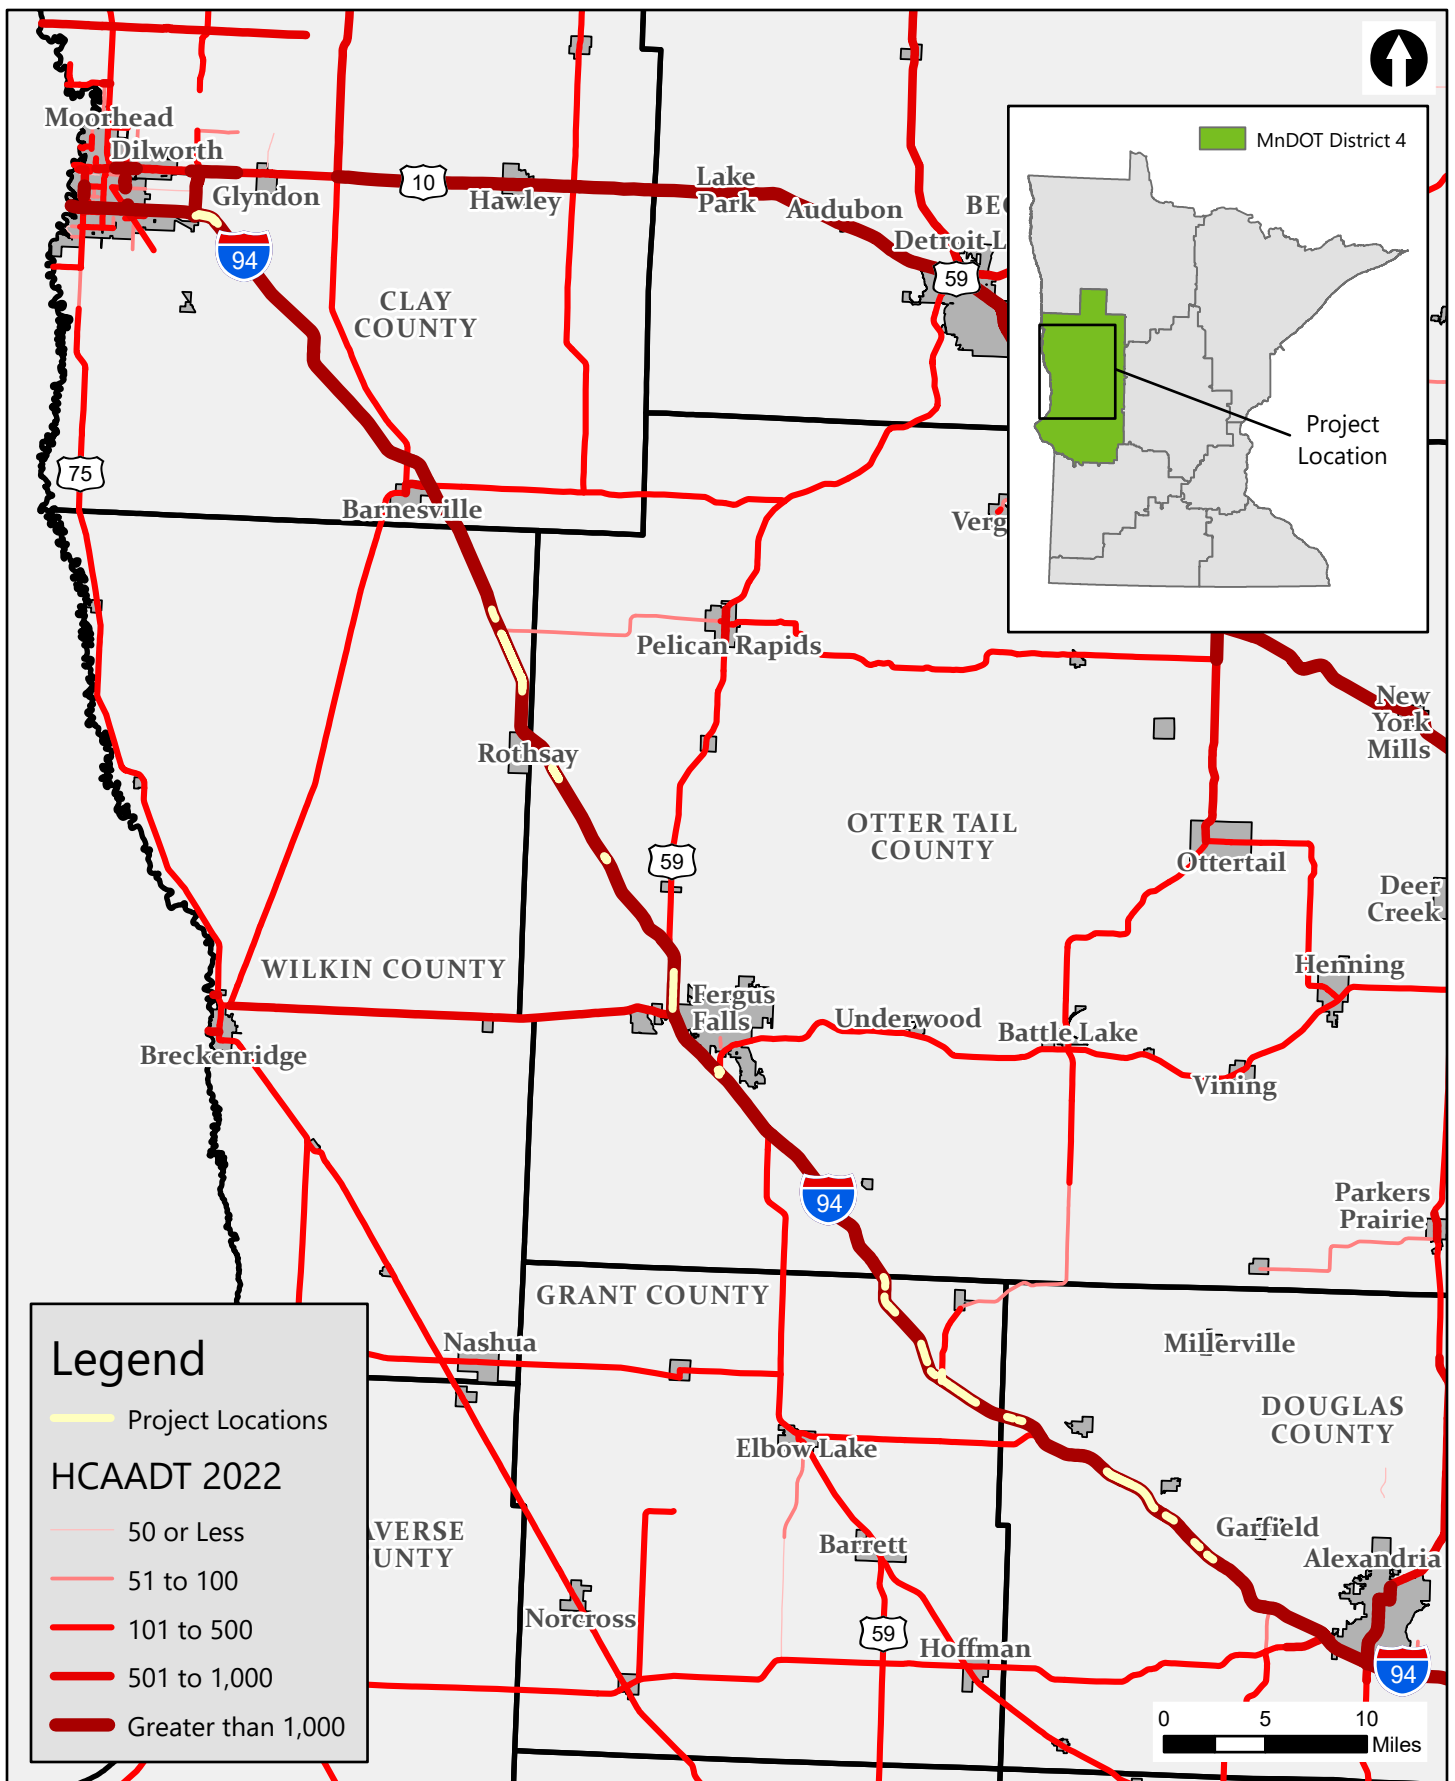 Moorhead
Dilworth
Glyndon
10
Hawley
Lake
Park
Audubon
BEC
Detroit L
59
94
CLAY
COUNTY
MnDOT District 4
Project
Location
75
Barnesville
Verg
Pelican Rapids
New
York
Mills
Rothsay
OTTER TAIL
COUNTY
59
Ottertail
Deer
Creek
WILKIN COUNTY
Henning
Fergus
Falls
Underwood
Battle Lake
Breckenridge
Vining
94
Parkers
Prairie
GRANT COUNTY
Nashua
Millerville
DOUGLAS
COUNTY
Elbow Lake
Legend
Project Locations
HCAADT 2022
50 or Less
51 to 100
101 to 500
501 to 1,000
Greater than 1,000
AVERSE
UNTY
Garfield
Barrett
Alexandria
Norcross
59
Hoffman
94
0 5 10
Miles